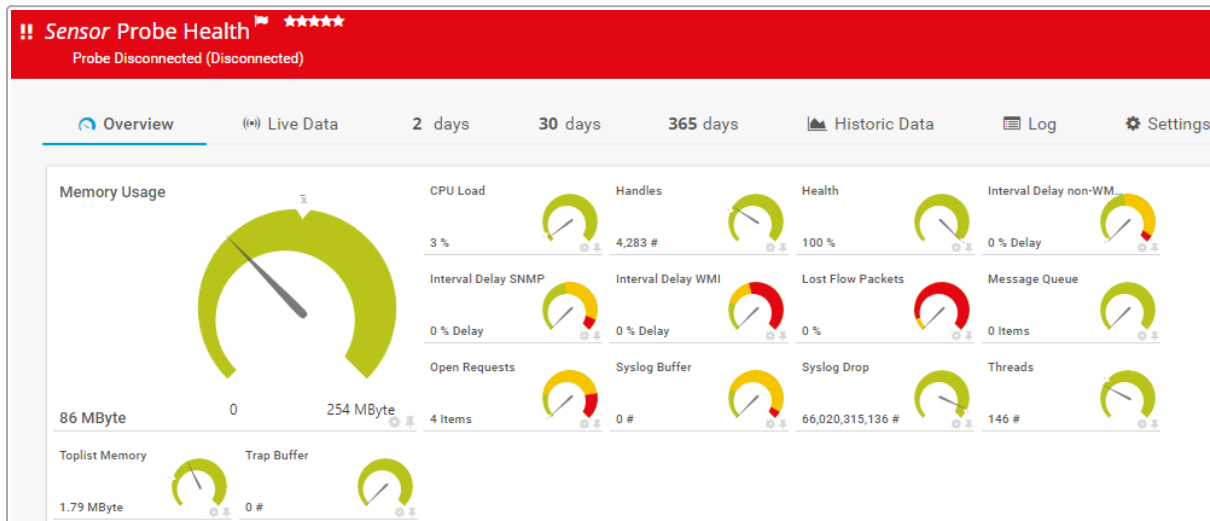 !! Sensor Probe Health
Probe Disconnected (Disconnected)
Overview Live Data 2 days 30 days 365 days Historic Data Log Settings
Memory Usage
x̄
0 254 MByte
86 MByte
CPU Load
3 %
Handles
4,283 #
Health
100 %
Interval Delay non-WM...
0 % Delay
Interval Delay SNMP
0 % Delay
Interval Delay WMI
0 % Delay
Lost Flow Packets
0 %
Message Queue
0 Items
Open Requests
4 Items
Syslog Buffer
0 #
Syslog Drop
66,020,315,136 #
Threads
146 #
Toplist Memory
1.79 MByte
Trap Buffer
0 #